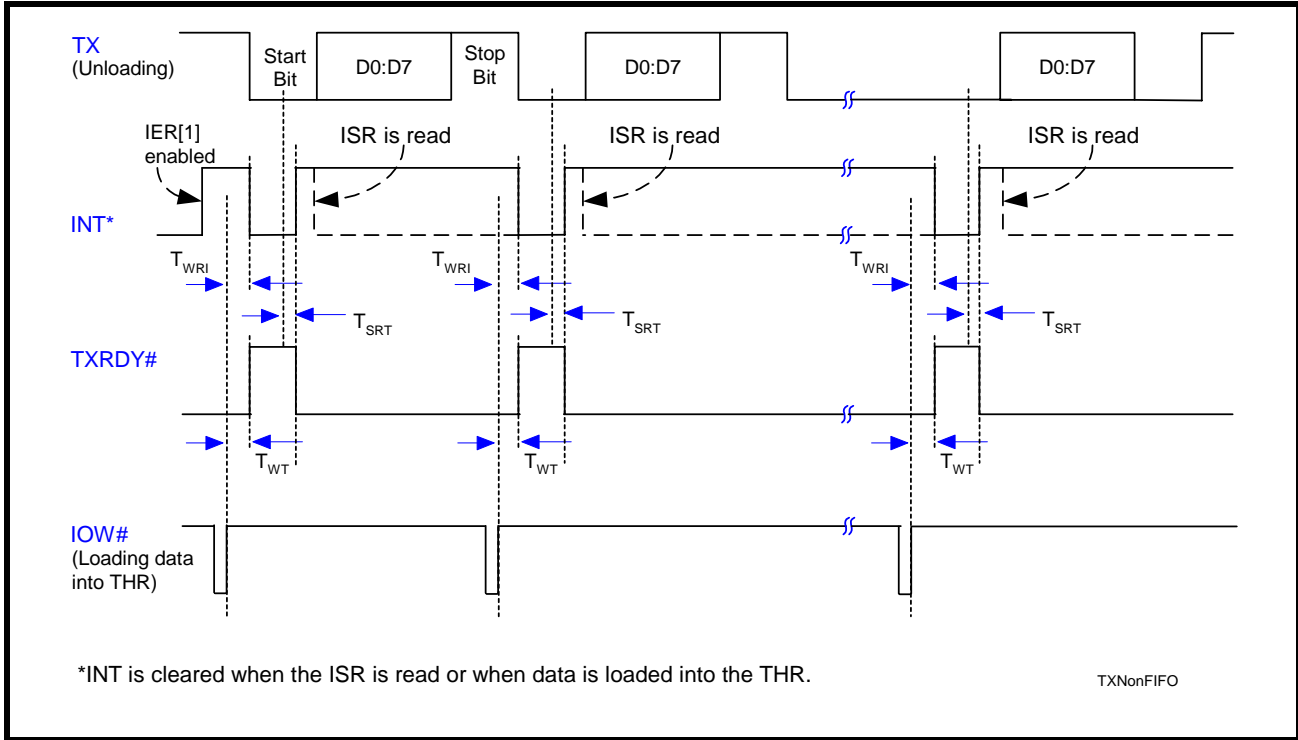 TX
(Unloading)
Start
Bit
D0:D7
Stop
Bit
D0:D7
D0:D7
IER[1]
enabled
ISR is read
ISR is read
ISR is read
INT*
TWRI
TWRI
TWRI
TSRT
TSRT
TSRT
TXRDY#
TWT
TWT
TWT
IOW#
(Loading data
into THR)
*INT is cleared when the ISR is read or when data is loaded into the THR.
TXNonFIFO